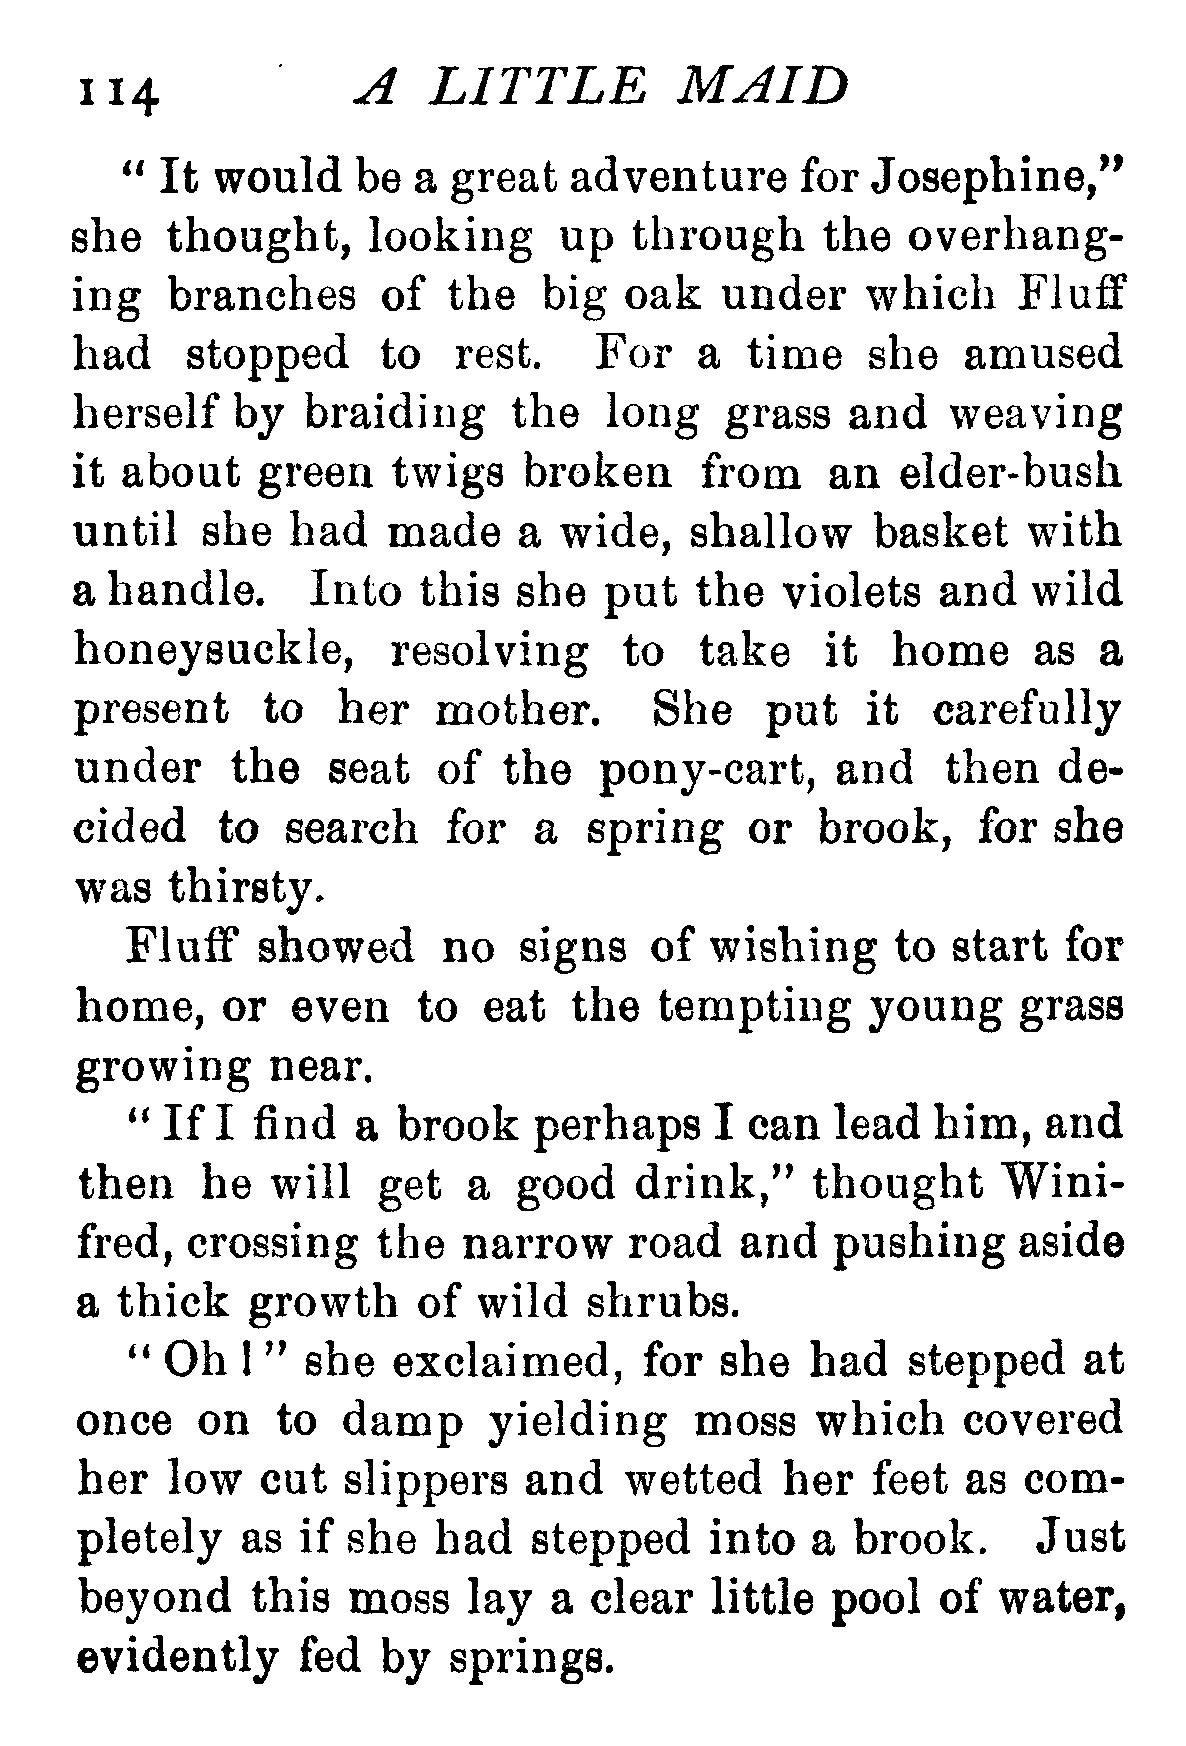 114 A LITTLE MAID
“ It would be a great adventure for Josephine,”
she thought, looking up through the overhang-
ing branches of the big oak under which Fluff
had stopped to rest. For a time she amused
herself by braiding the long grass and weaving
it about green twigs broken from an elder-bush
until she had made a wide, shallow basket with
a handle. Into this she put the violets and wild
honeysuckle, resolving to take it home as a
present to her mother. She put it carefully
under the seat of the pony-cart, and then de-
cided to search for a spring or brook, for she
was thirsty.
Fluff showed no signs of wishing to start for
home, or even to eat the tempting young grass
growing near.
“ If I find a brook perhaps I can lead him, and
then he will get a good drink,” thought Wini-
fred, crossing the narrow road and pushing aside
a thick growth of wild shrubs.
“ Oh ! ” she exclaimed, for she had stepped at
once on to damp yielding moss which covered
her low cut slippers and wetted her feet as com-
pletely as if she had stepped into a brook. Just
beyond this moss lay a clear little pool of water,
evidently fed by springs.